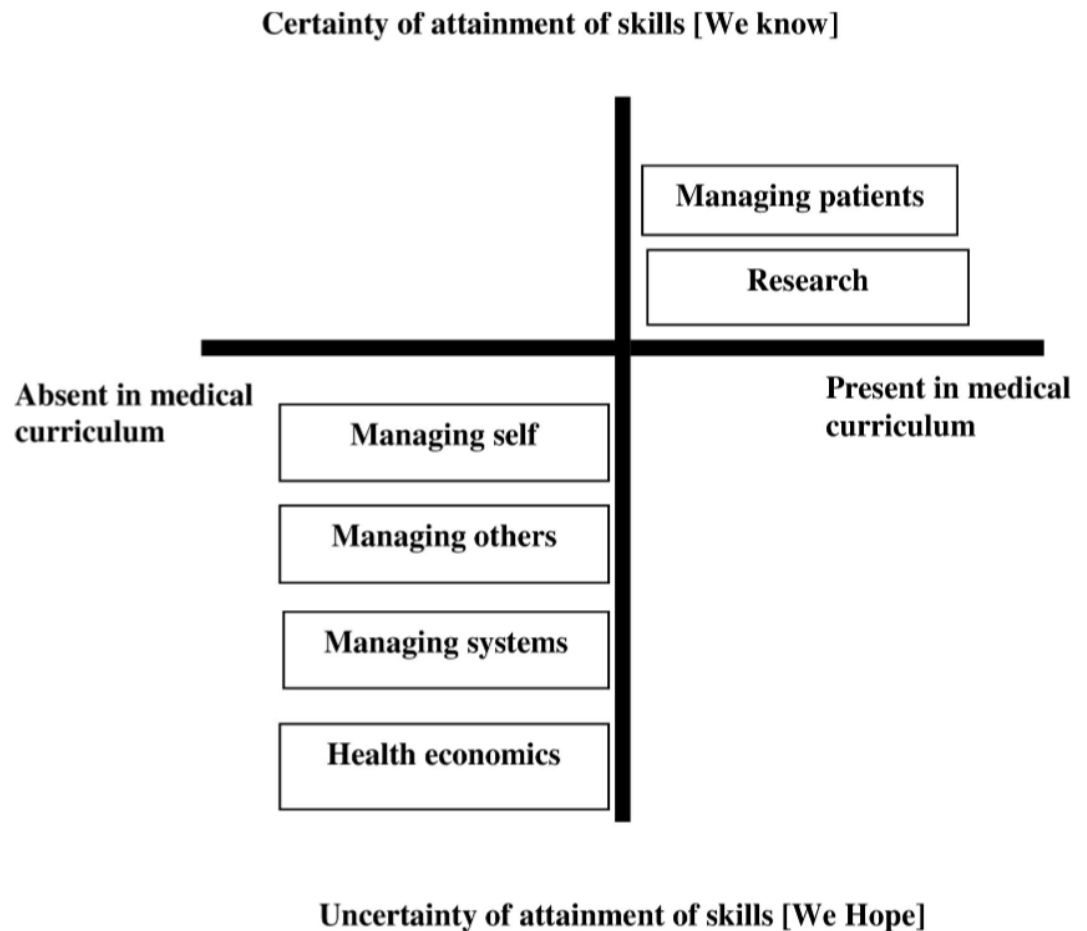 Certainty of attainment of skills [We know]
Managing patients
Research
Absent in medical
curriculum
Present in medical
curriculum
Managing self
Managing others
Managing systems
Health economics
Uncertainty of attainment of skills [We Hope]